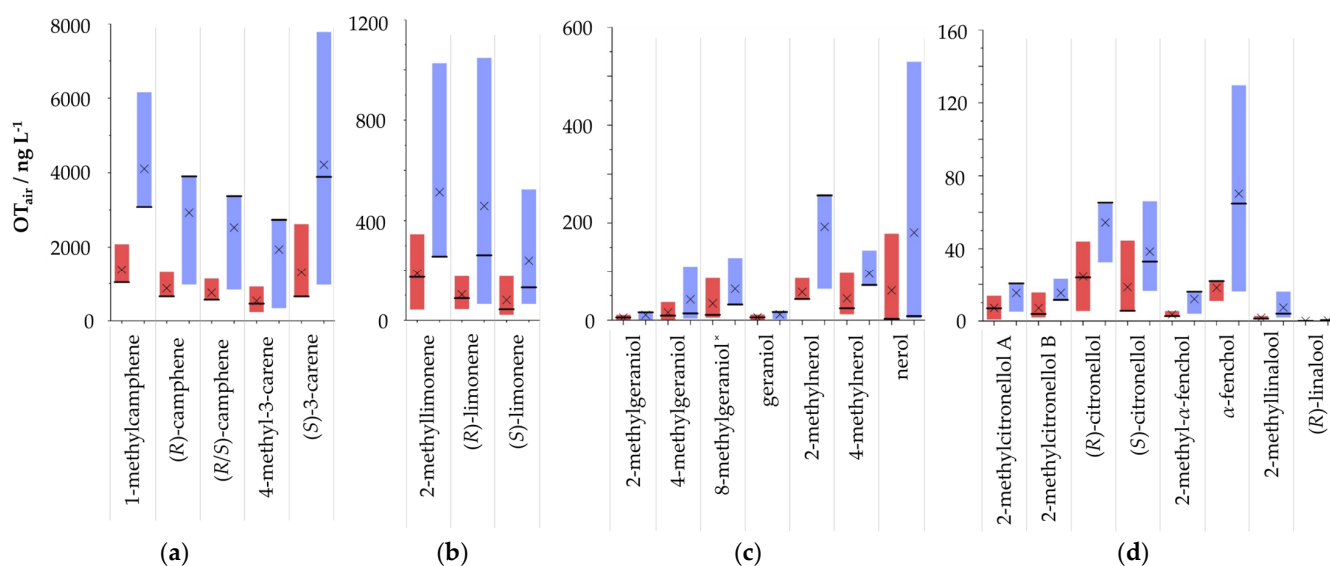 OT_air / ng L⁻¹
8000
6000
4000
2000
0
1-methylcamphene
(R)-camphene
(R/S)-camphene
4-methyl-3-carene
(S)-3-carene
(a)
1200
800
400
0
2-methyllimonene
(R)-limonene
(S)-limonene
(b)
600
400
200
0
2-methylgeraniol
4-methylgeraniol
8-methylgeraniol×
geraniol
2-methylnerol
4-methylnerol
nerol
(c)
160
120
80
40
0
2-methylcitronellol A
2-methylcitronellol B
(R)-citronellol
(S)-citronellol
2-methyl-α-fenchol
α-fenchol
2-methyllinalool
(R)-linalool
(d)